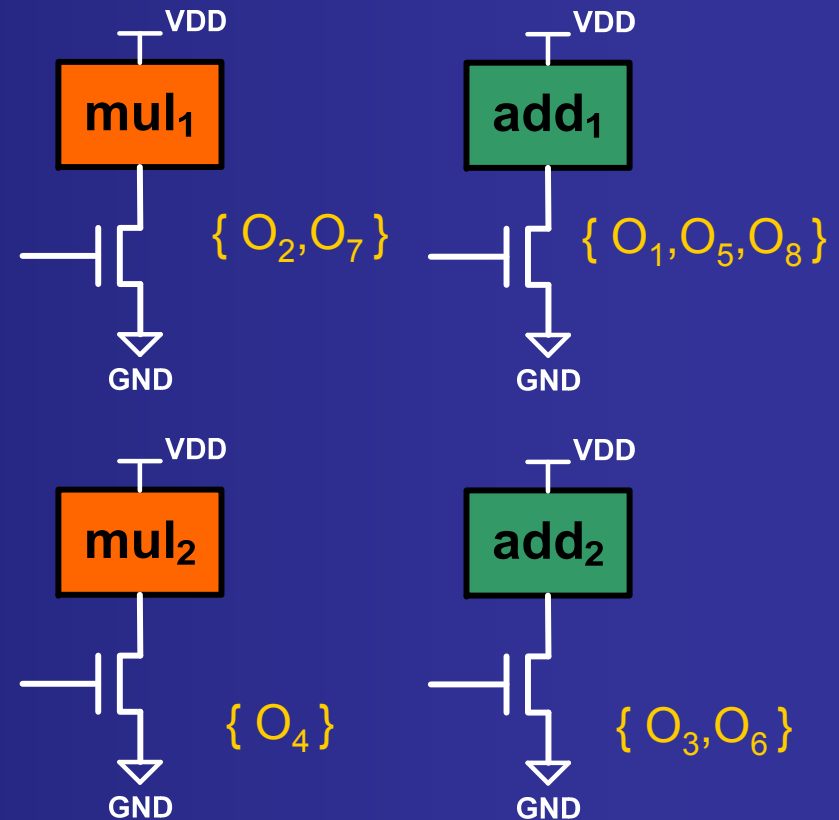 VDD
mul₁
{ O₂,O₇ }
GND
VDD
add₁
{ O₁,O₅,O₈ }
GND
VDD
mul₂
{ O₄ }
GND
VDD
add₂
{ O₃,O₆ }
GND